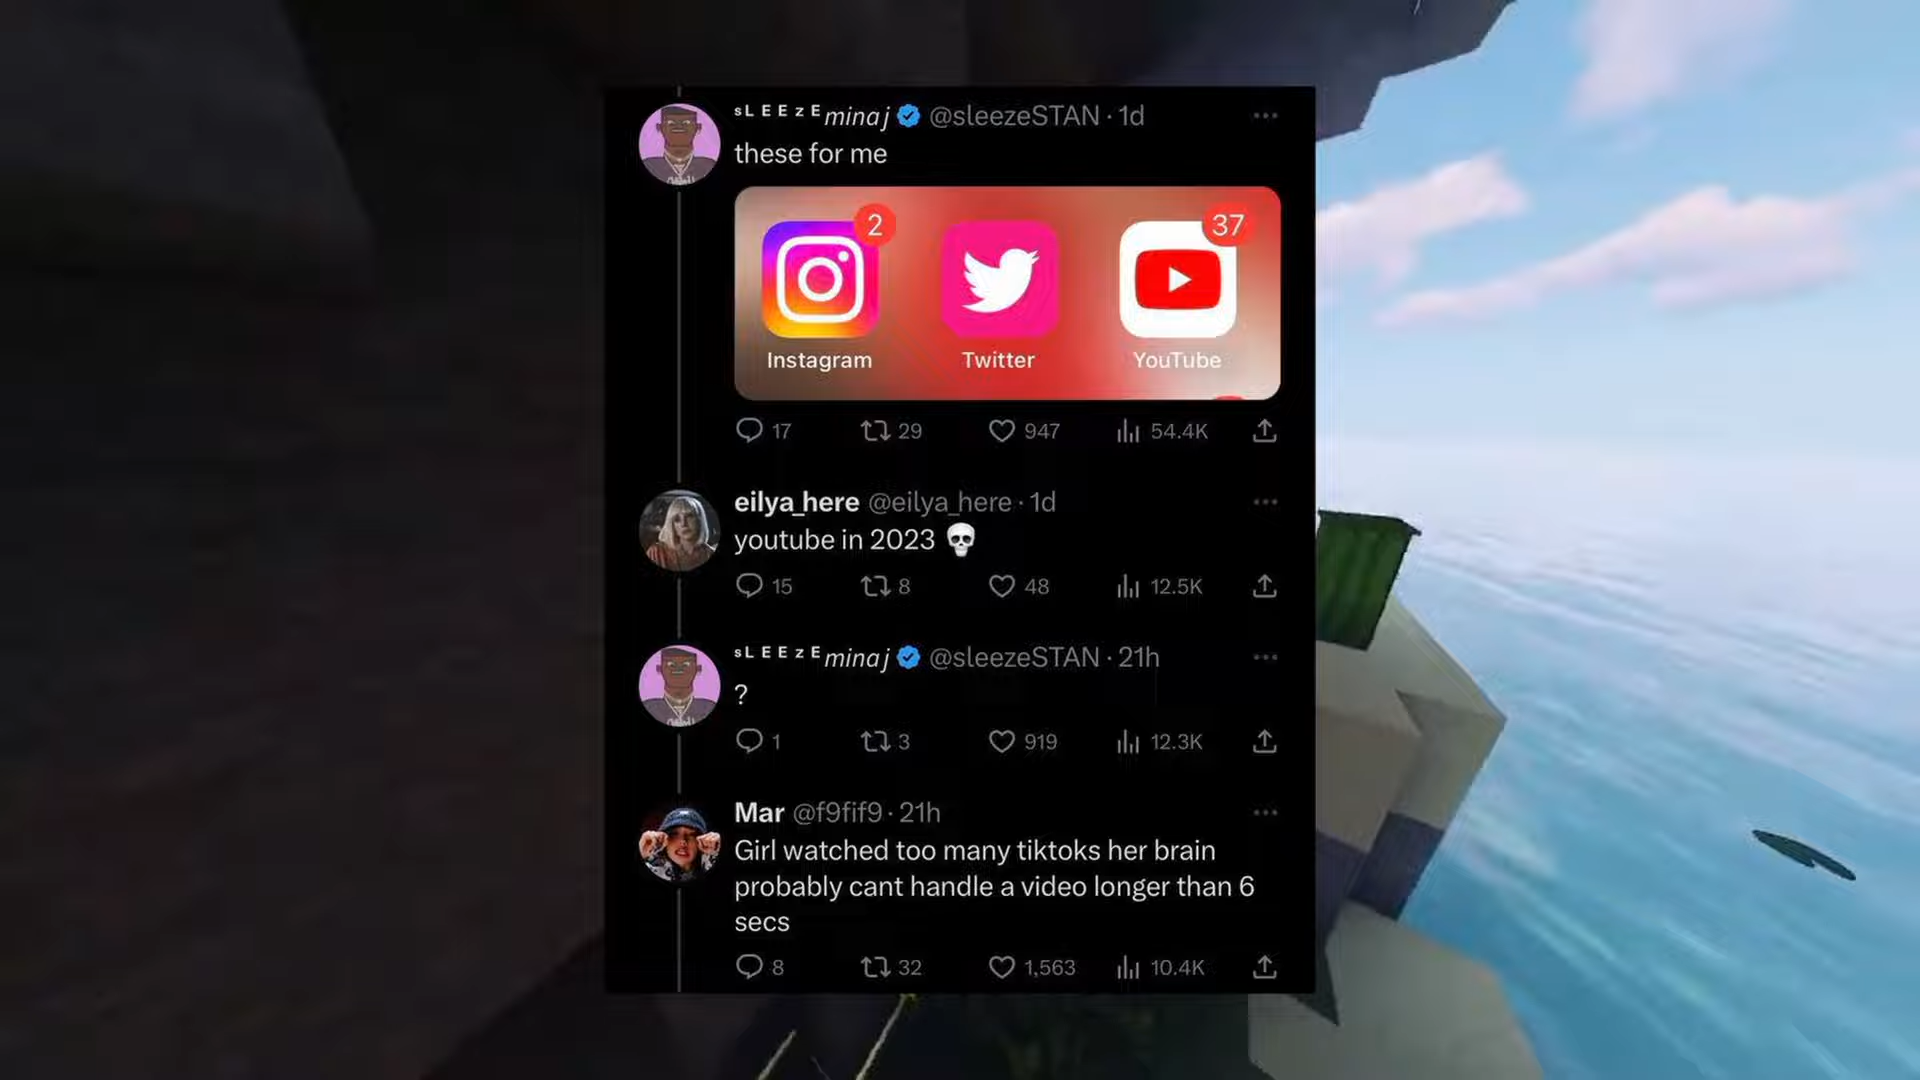 sLEEzEminaj @sleezeSTAN · 1d
these for me
2
37
Instagram
Twitter
YouTube
17 29 947 54.4K
eilya_here @eilya_here · 1d
youtube in 2023 💀
15 8 48 12.5K
sLEEzEminaj @sleezeSTAN · 21h
?
1 3 919 12.3K
Mar @f9fif9 · 21h
Girl watched too many tiktoks her brain
probably cant handle a video longer than 6
secs
8 32 1,563 10.4K